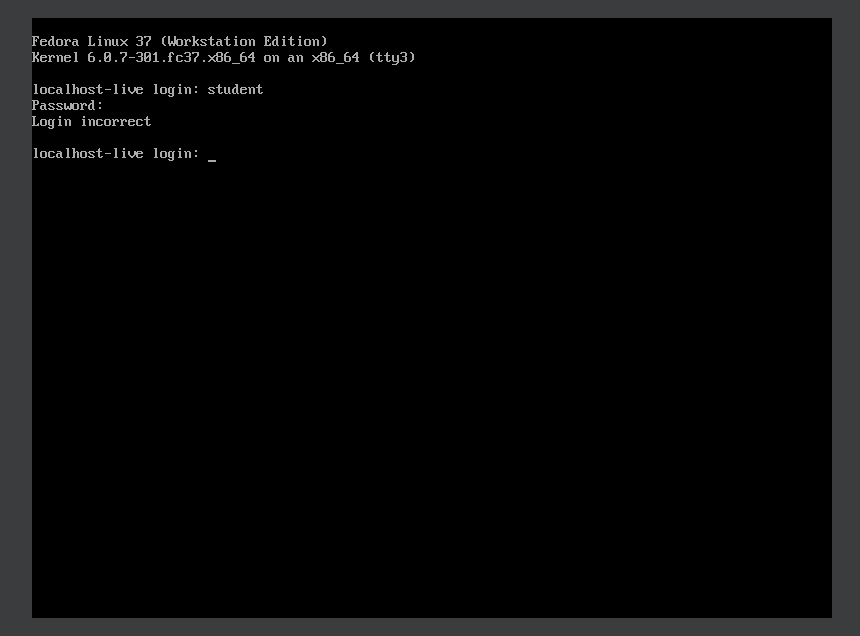 Fedora Linux 37 (Workstation Edition)
Kernel 6.0.7-301.fc37.x86_64 on an x86_64 (tty3)
localhost-live login: student
Password:
Login incorrect
localhost-live login: _